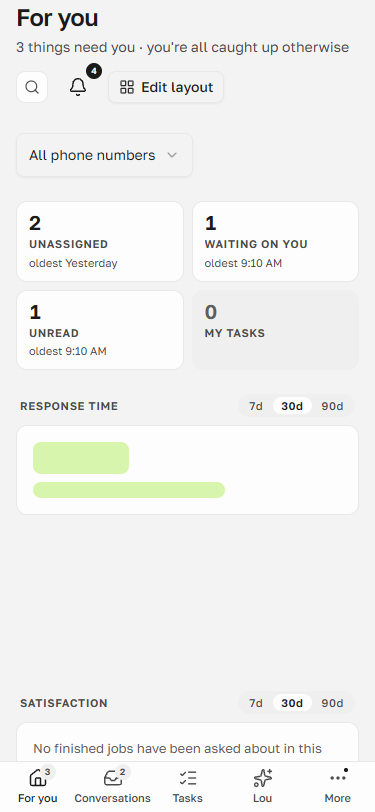 For you
3 things need you · you're all caught up otherwise
4
Edit layout
All phone numbers
2
UNASSIGNED
oldest Yesterday
1
WAITING ON YOU
oldest 9:10 AM
1
UNREAD
oldest 9:10 AM
0
MY TASKS
RESPONSE TIME
7d 30d 90d
SATISFACTION
7d 30d 90d
No finished jobs have been asked about in this
3
2
For you Conversations Tasks Lou More